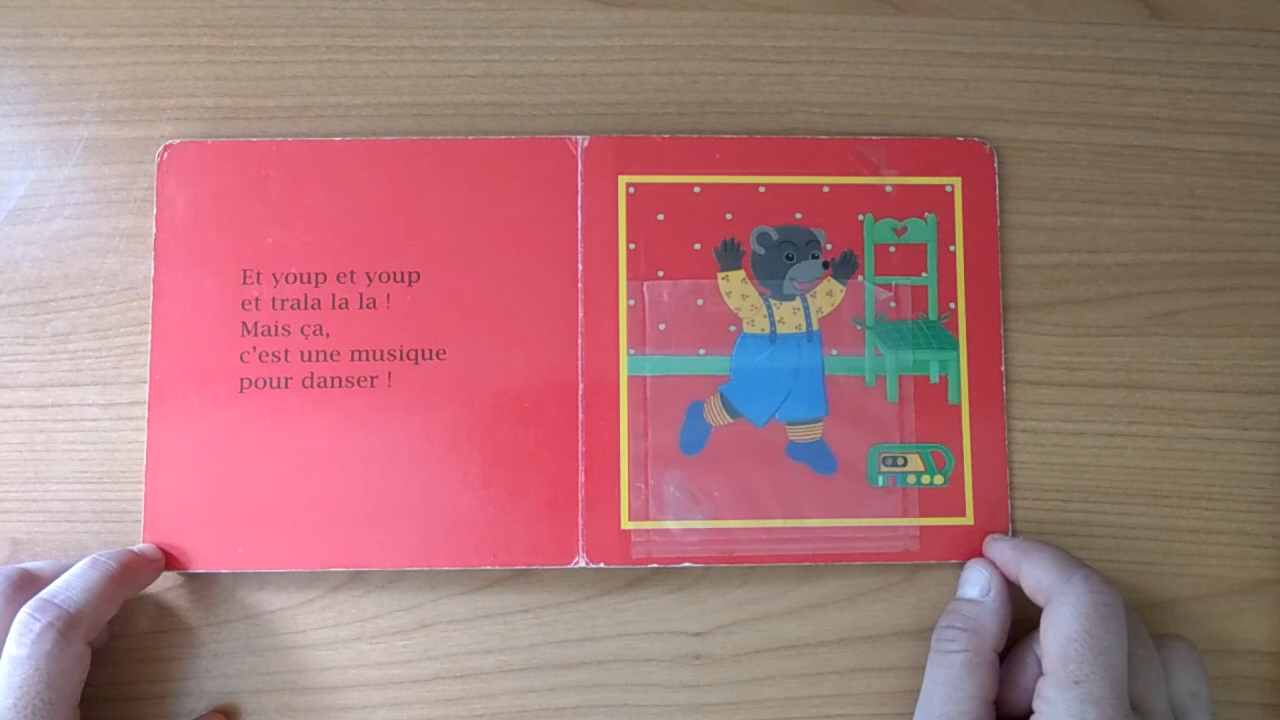 Et youp et youp
et trala la la !
Mais ça,
c'est une musique
pour danser !